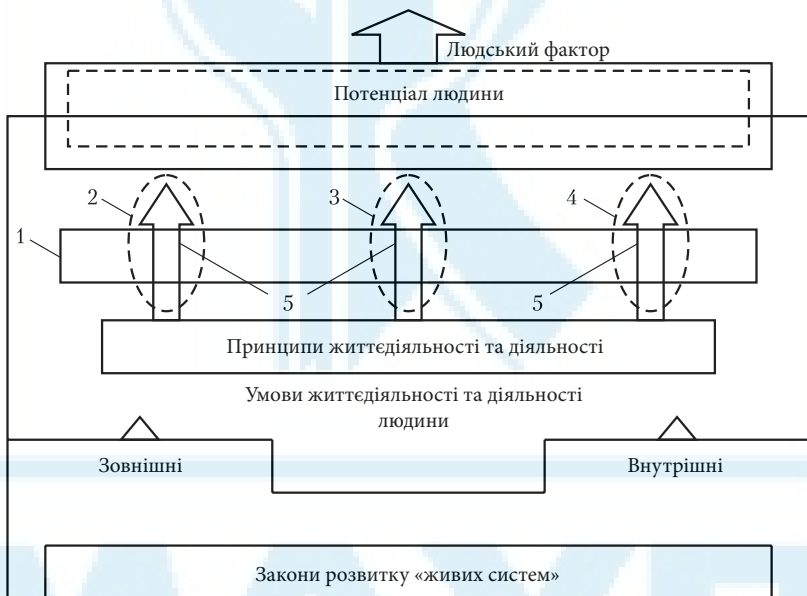 Людський фактор
Потенціал людини
2
3
4
1
5
5
Принципи життєдіяльності та діяльності
Умови життєдіяльності та діяльності
людини
Зовнішні
Внутрішні
Закони розвитку «живих систем»